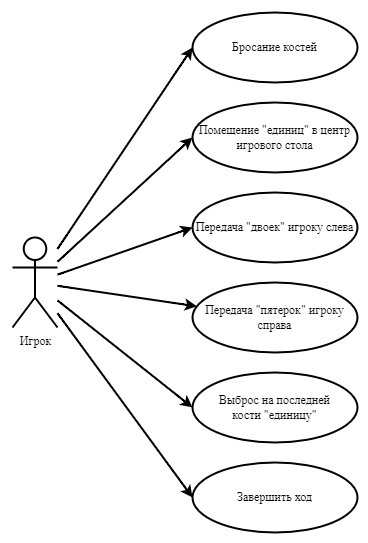 Бросание костей
Помещение "единиц" в центр
игрового стола
Передача "двоек" игроку слева
Передача "пятерок" игроку
справа
Игрок
Выброс на последней
кости "единицу"
Завершить ход